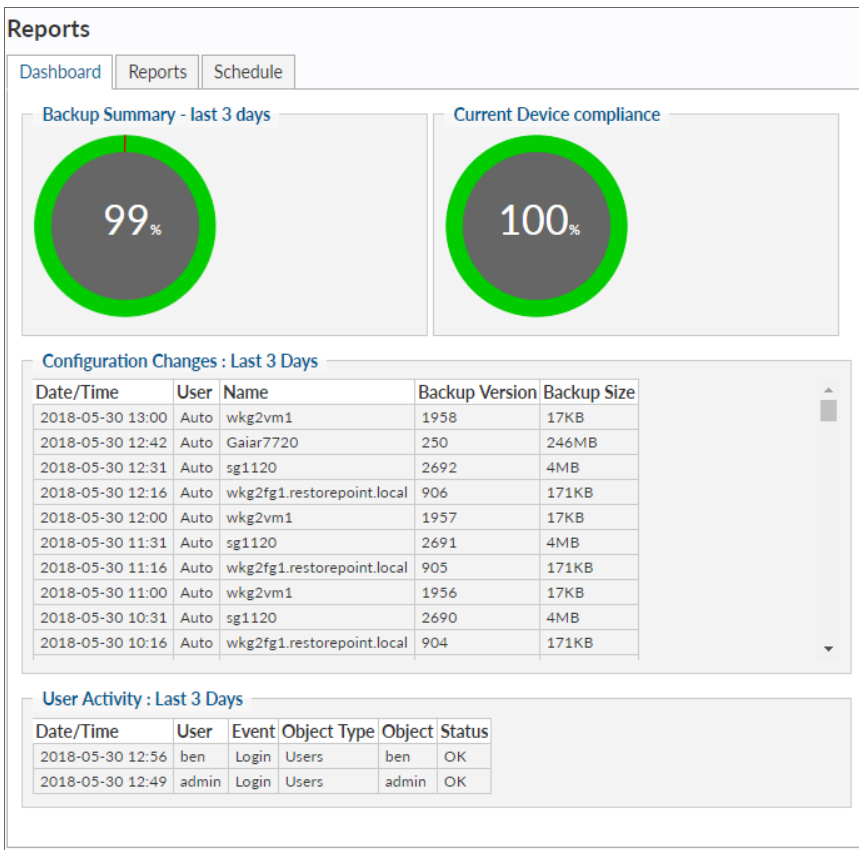 Reports
Dashboard Reports Schedule
Backup Summary - last 3 days
99%
Current Device compliance
100%
Configuration Changes : Last 3 Days
Date/Time User Name Backup Version Backup Size
2018-05-30 13:00 Auto wkg2vm1 1958 17KB
2018-05-30 12:42 Auto Gaiar7720 250 246MB
2018-05-30 12:31 Auto sg1120 2692 4MB
2018-05-30 12:16 Auto wkg2fg1.restorepoint.local 906 171KB
2018-05-30 12:00 Auto wkg2vm1 1957 17KB
2018-05-30 11:31 Auto sg1120 2691 4MB
2018-05-30 11:16 Auto wkg2fg1.restorepoint.local 905 171KB
2018-05-30 11:00 Auto wkg2vm1 1956 17KB
2018-05-30 10:31 Auto sg1120 2690 4MB
2018-05-30 10:16 Auto wkg2fg1.restorepoint.local 904 171KB
User Activity : Last 3 Days
Date/Time User Event Object Type Object Status
2018-05-30 12:56 ben Login Users ben OK
2018-05-30 12:49 admin Login Users admin OK